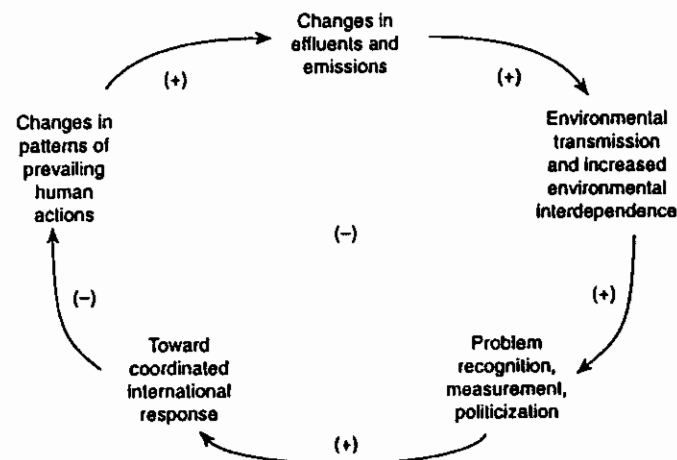 Changes in
effluents and
emissions
(+)
(+)
Changes in
patterns of
prevailing
human
actions
Environmental
transmission
and increased
environmental
interdependence
(–)
(–)
(+)
Toward
coordinated
international
response
Problem
recognition,
measurement,
politicization
(+)